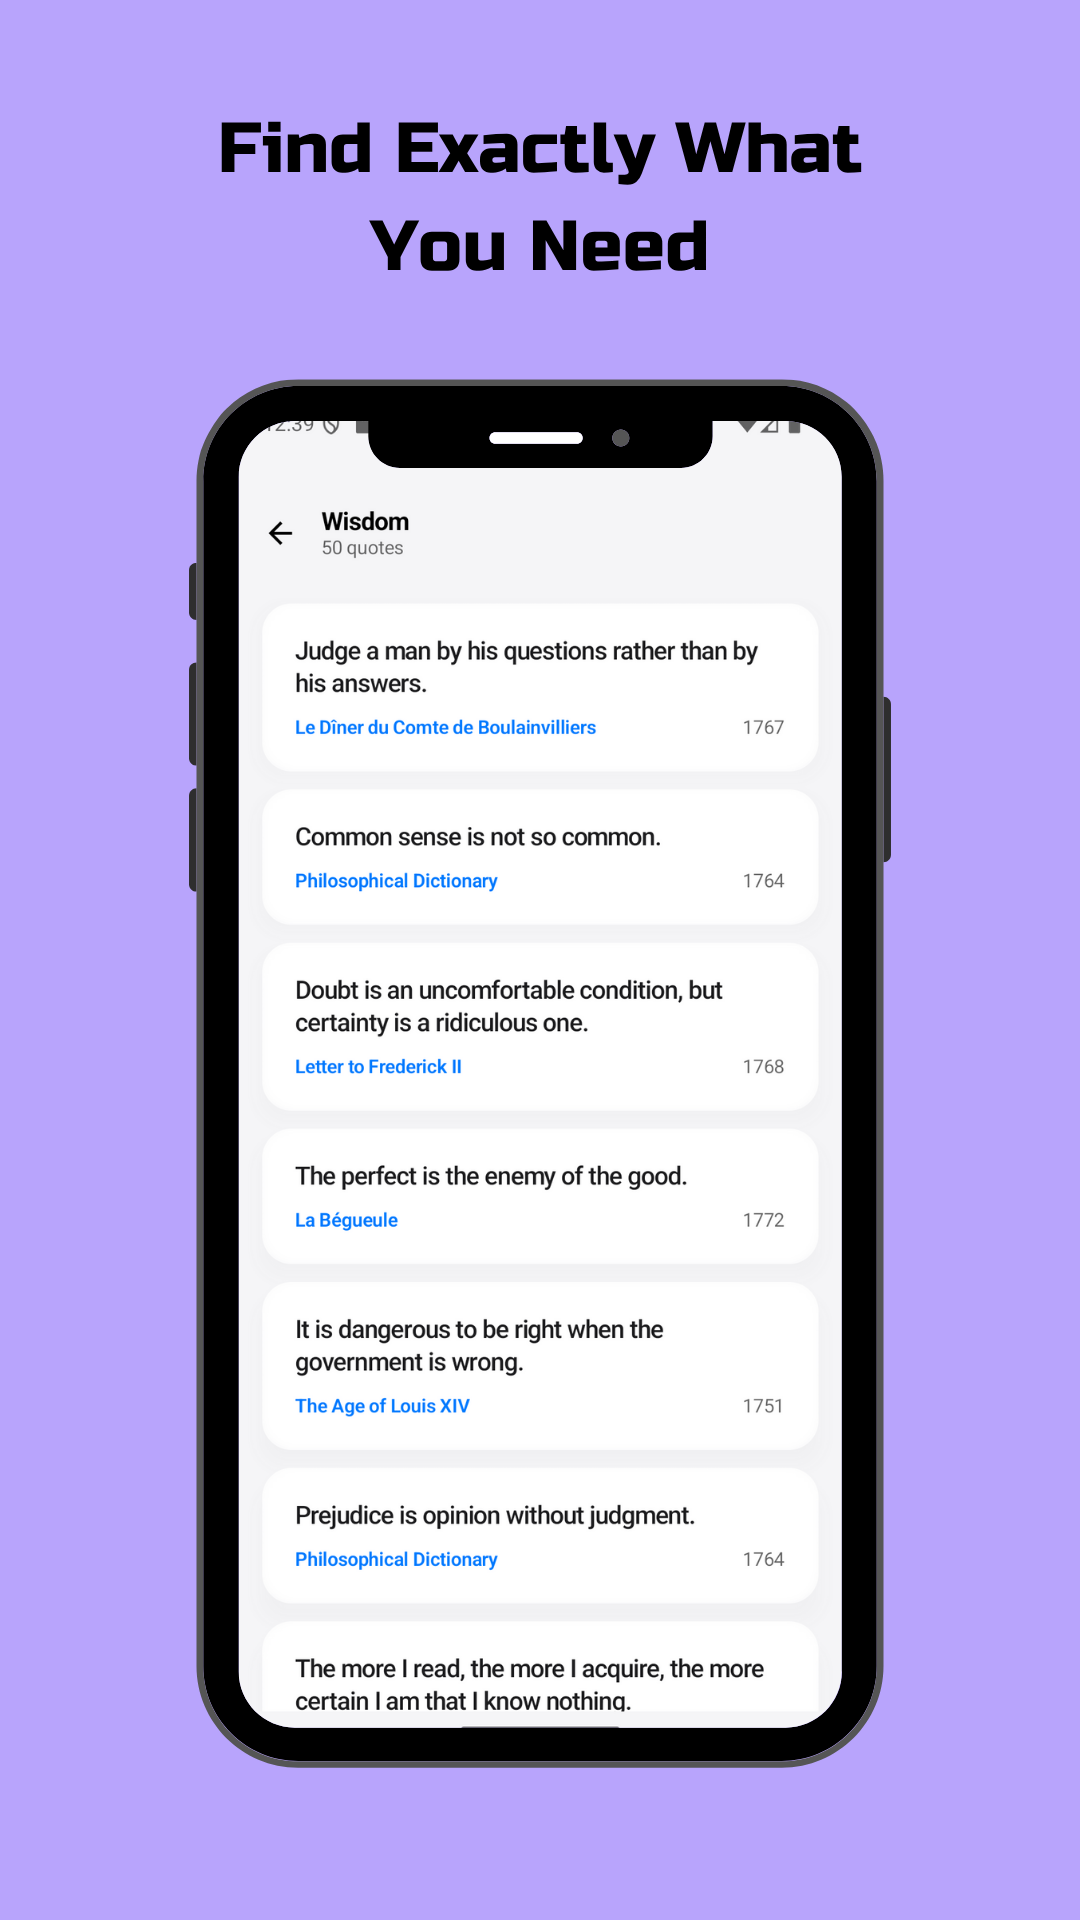 Find Exactly What
You Need
12:39
Wisdom
50 quotes
Judge a man by his questions rather than by
his answers.
Le Dîner du Comte de Boulainvilliers 1767
Common sense is not so common.
Philosophical Dictionary 1764
Doubt is an uncomfortable condition, but
certainty is a ridiculous one.
Letter to Frederick II 1768
The perfect is the enemy of the good.
La Bégueule 1772
It is dangerous to be right when the
government is wrong.
The Age of Louis XIV 1751
Prejudice is opinion without judgment.
Philosophical Dictionary 1764
The more I read, the more I acquire, the more
certain I am that I know nothing.